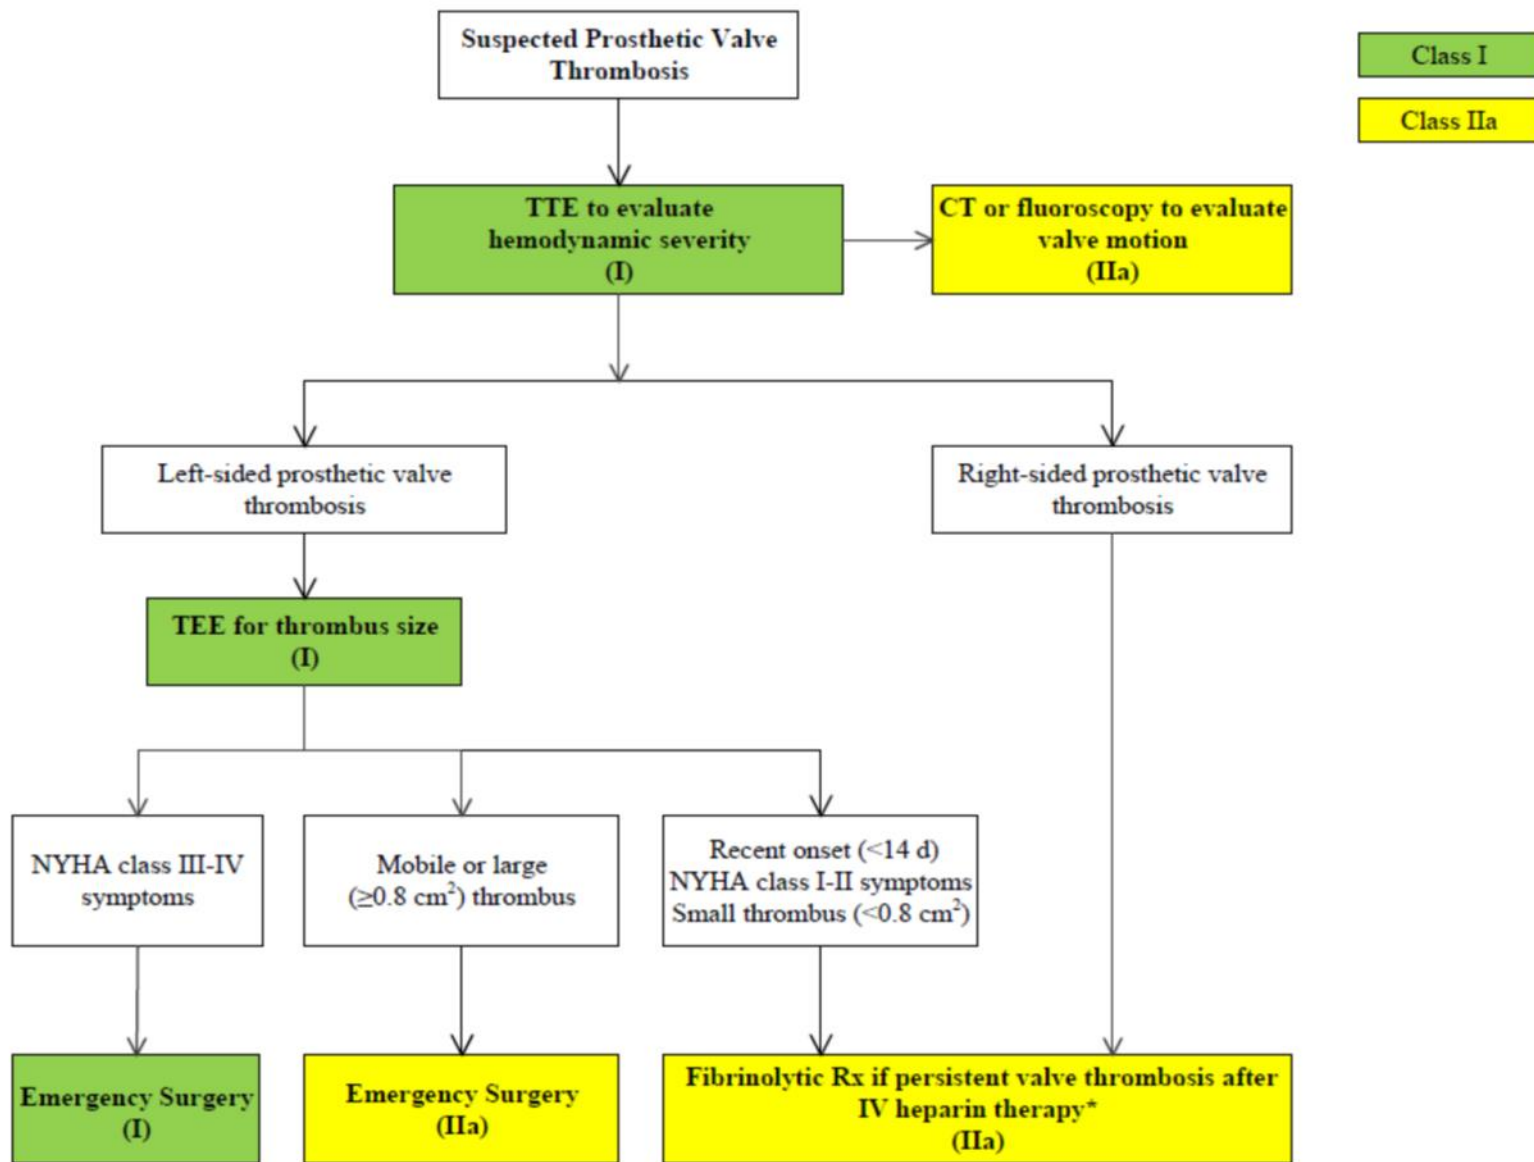 Suspected Prosthetic Valve
Thrombosis
Class I
Class IIa
TTE to evaluate
hemodynamic severity
(I)
CT or fluoroscopy to evaluate
valve motion
(IIa)
Left-sided prosthetic valve
thrombosis
Right-sided prosthetic valve
thrombosis
TEE for thrombus size
(I)
NYHA class III-IV
symptoms
Mobile or large
(≥0.8 cm²) thrombus
Recent onset (<14 d)
NYHA class I-II symptoms
Small thrombus (<0.8 cm²)
Emergency Surgery
(I)
Emergency Surgery
(IIa)
Fibrinolytic Rx if persistent valve thrombosis after
IV heparin therapy*
(IIa)